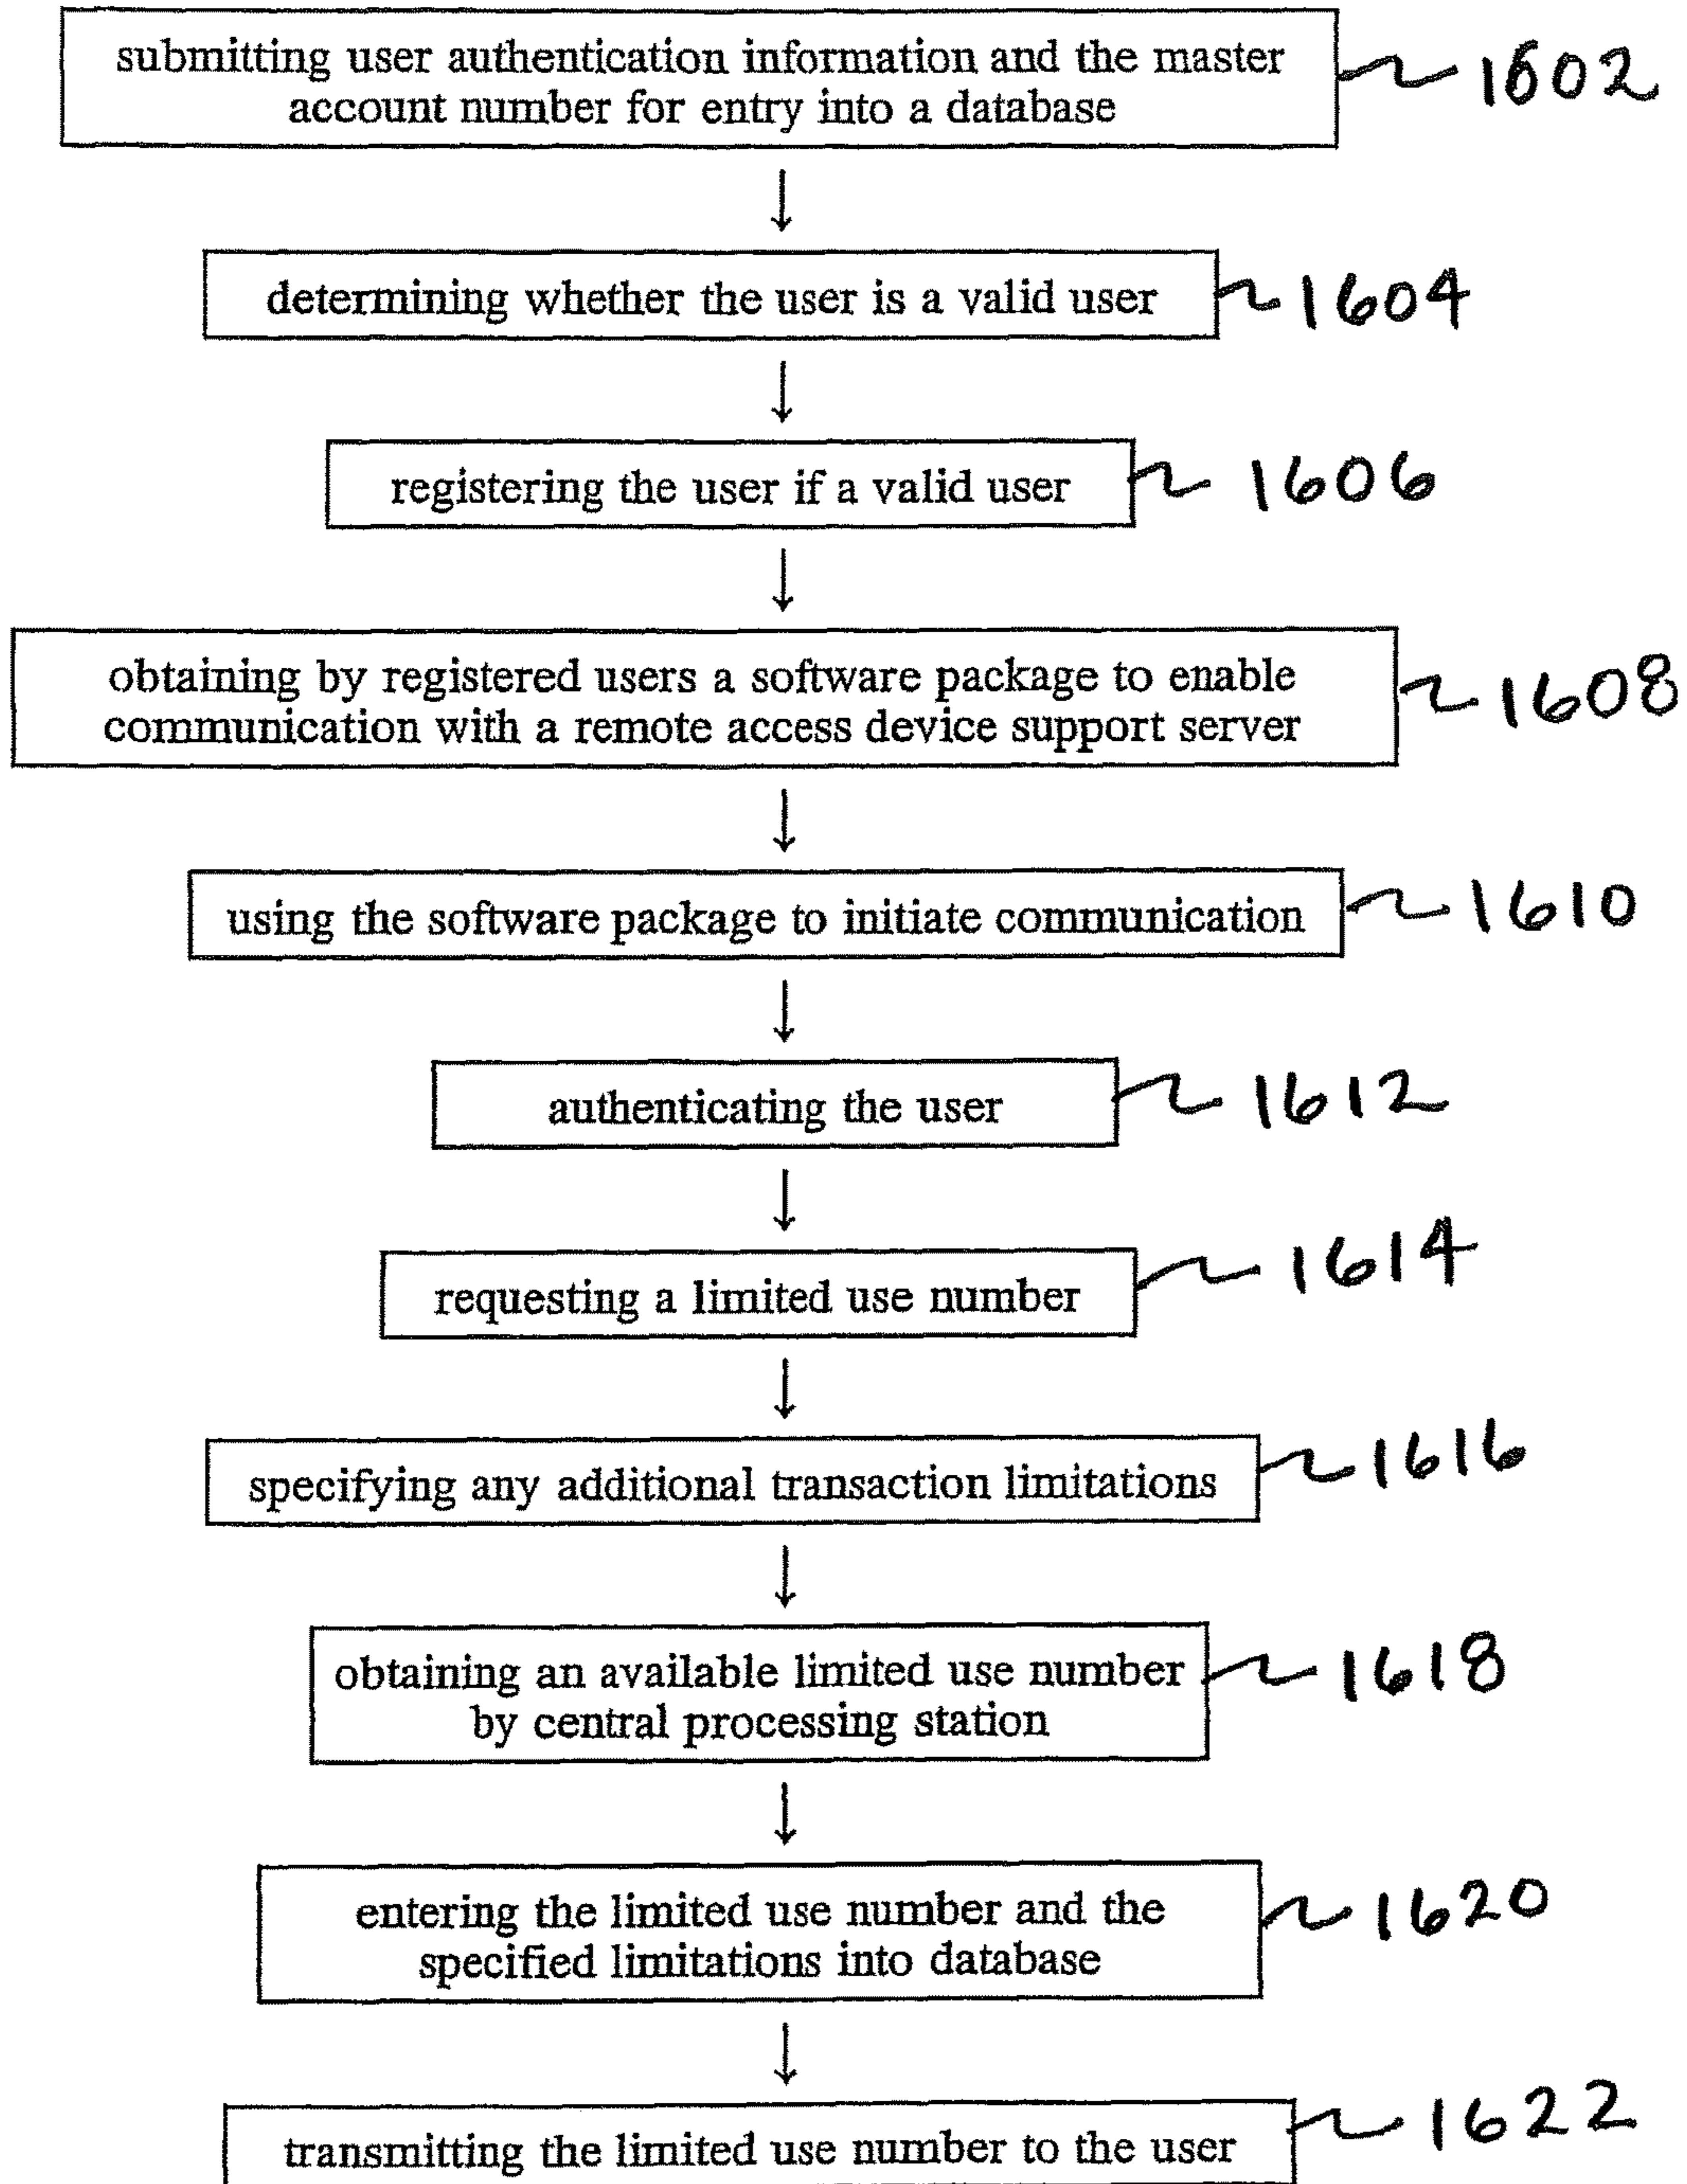 submitting user authentication information and the master
account number for entry into a database
1602
determining whether the user is a valid user
1604
registering the user if a valid user
1606
obtaining by registered users a software package to enable
communication with a remote access device support server
1608
using the software package to initiate communication
1610
authenticating the user
1612
requesting a limited use number
1614
specifying any additional transaction limitations
1616
obtaining an available limited use number
by central processing station
1618
entering the limited use number and the
specified limitations into database
1620
transmitting the limited use number to the user
1622